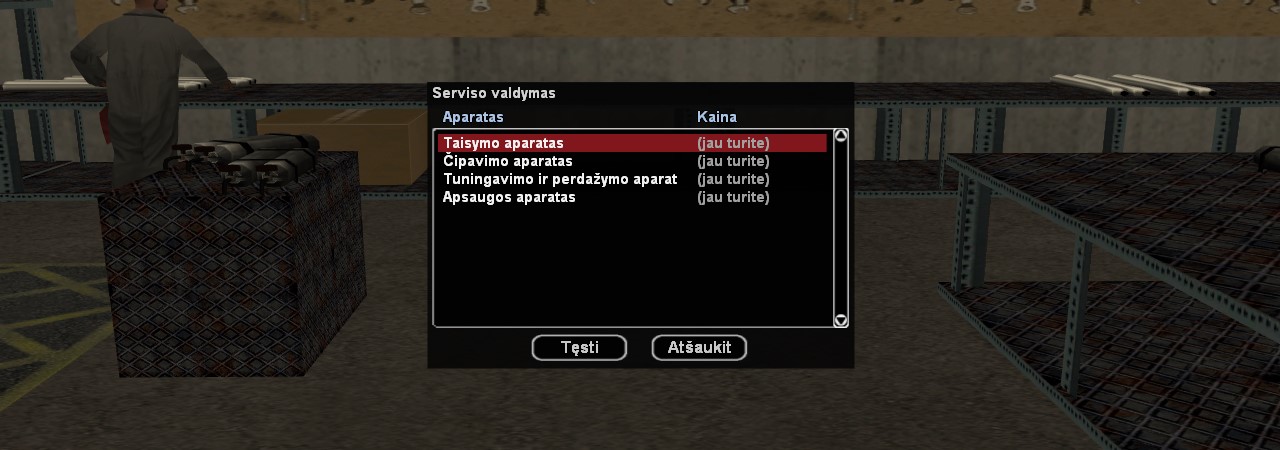 Serviso valdymas
Aparatas Kaina
Taisymo aparatas (jau turite)
Čipavimo aparatas (jau turite)
Tuningavimo ir perdažymo aparat (jau turite)
Apsaugos aparatas (jau turite)
Tęsti Atšaukit